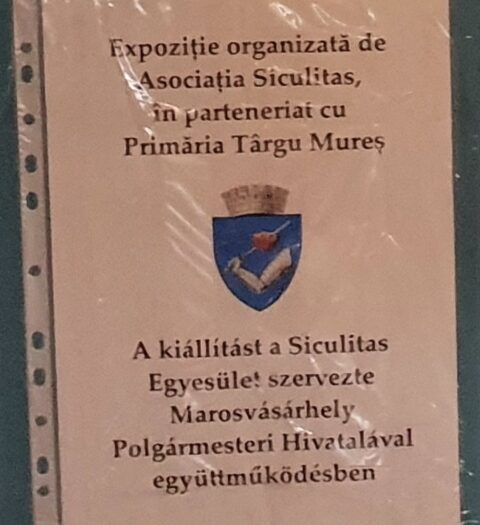 Expoziție organizată de
Asociația Siculitas,
în parteneriat cu
Primăria Târgu Mureș
A kiállítást a Siculitas
Egyesület szervezte
Marosvásárhely
Polgármesteri Hivatalával
együttműködésben